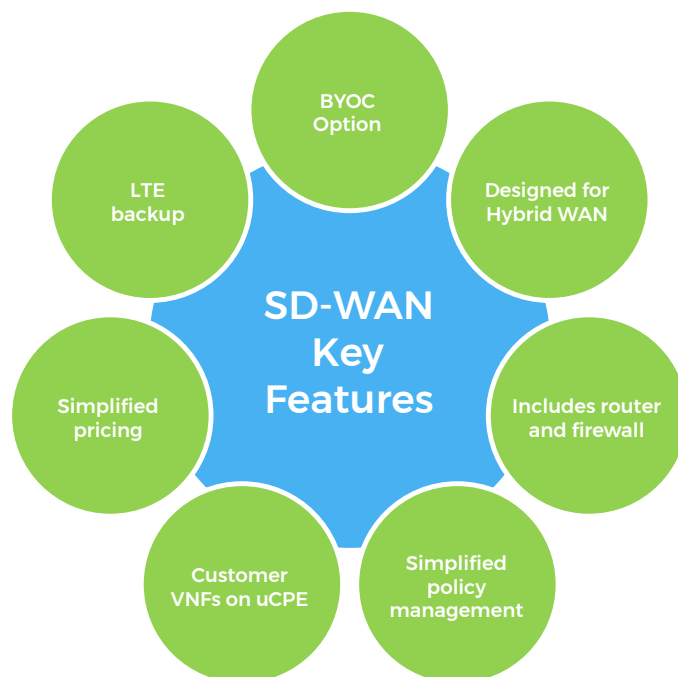 BYOC
Option
Designed for
Hybrid WAN
Includes router
and firewall
Simplified
policy
management
Customer
VNFs on uCPE
Simplified
pricing
LTE
backup
SD-WAN
Key
Features